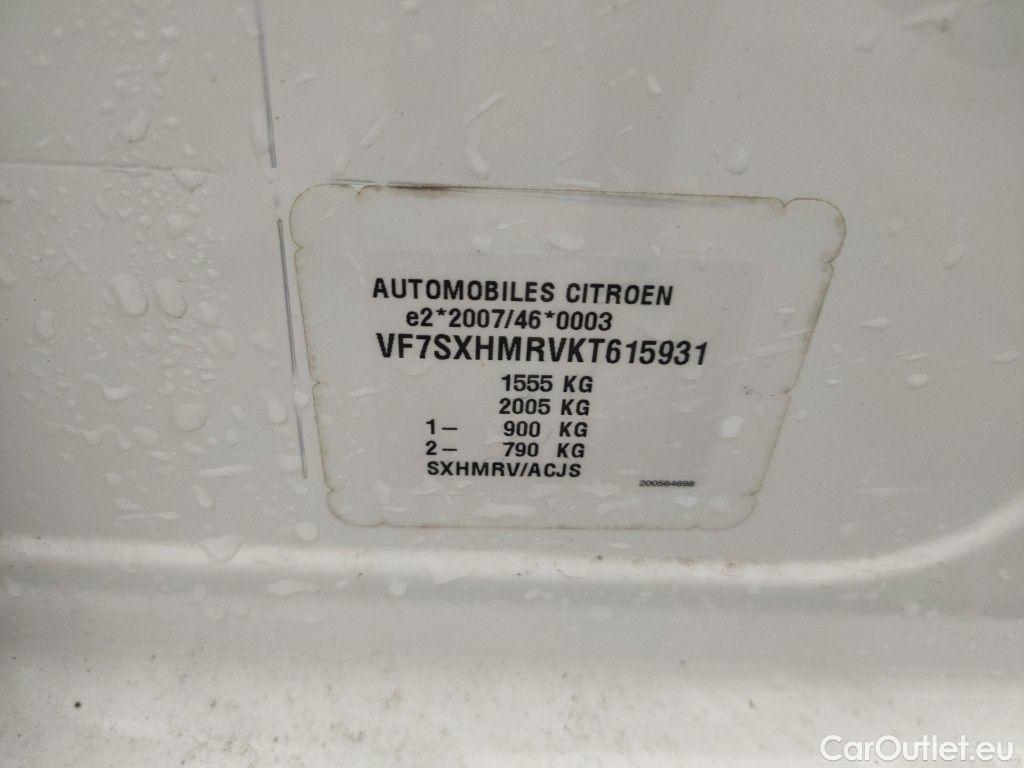 AUTOMOBILES CITROEN
e2*2007/46*0003
VF7SXHMRVKT615931
1555 KG
2005 KG
1– 900 KG
2– 790 KG
SXHMRV/ACJS
200564698
CarOutlet.eu